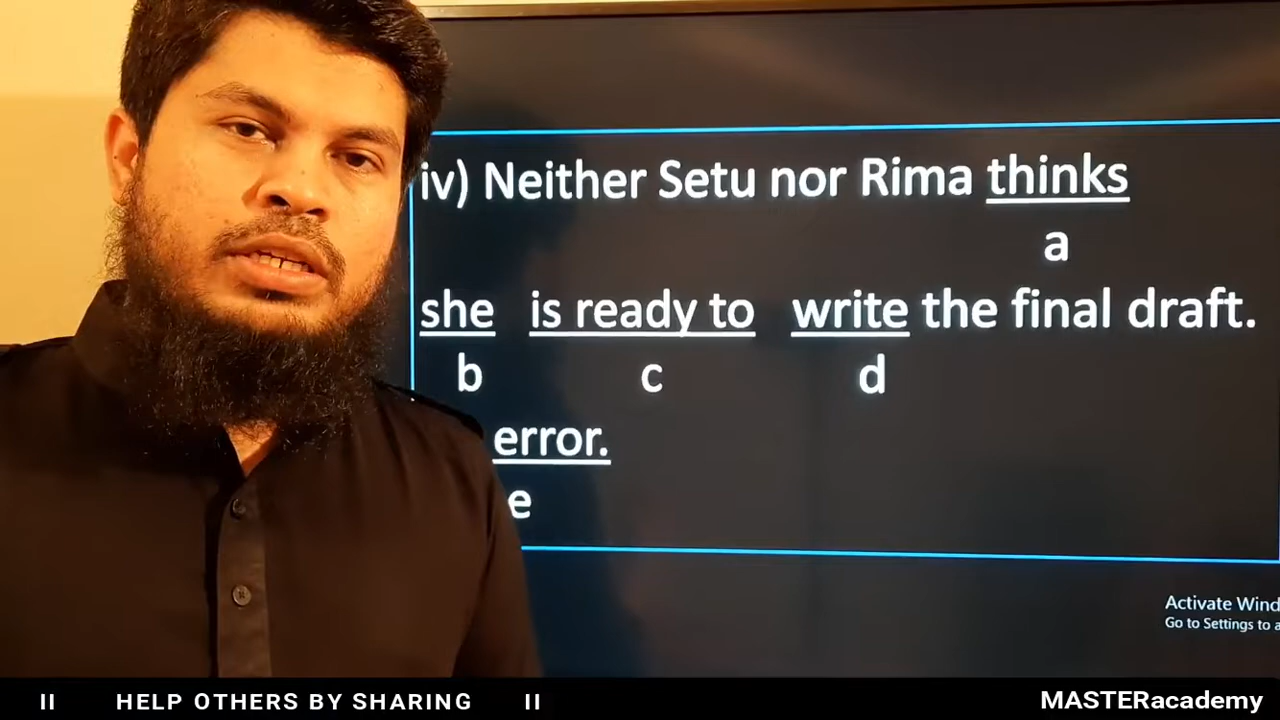 iv) Neither Setu nor Rima thinks
a
she is ready to write the final draft.
b c d
error.
e
Activate Wind
Go to Settings to a
II HELP OTHERS BY SHARING II
MASTERacademy